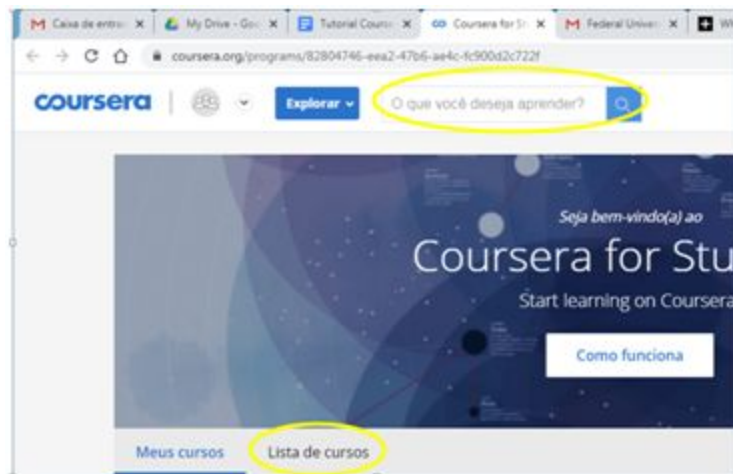 Caixa de entra
My Drive - Goo
Tutorial Cours
Coursera for St
Federal Univer
coursera.org/programs/82804746-eea2-47b6-ae4c-fc900d2c722f
coursera
Explorar
O que você deseja aprender?
Seja bem-vindo(a) ao
Coursera for Stu
Start learning on Coursera
Como funciona
Meus cursos
Lista de cursos